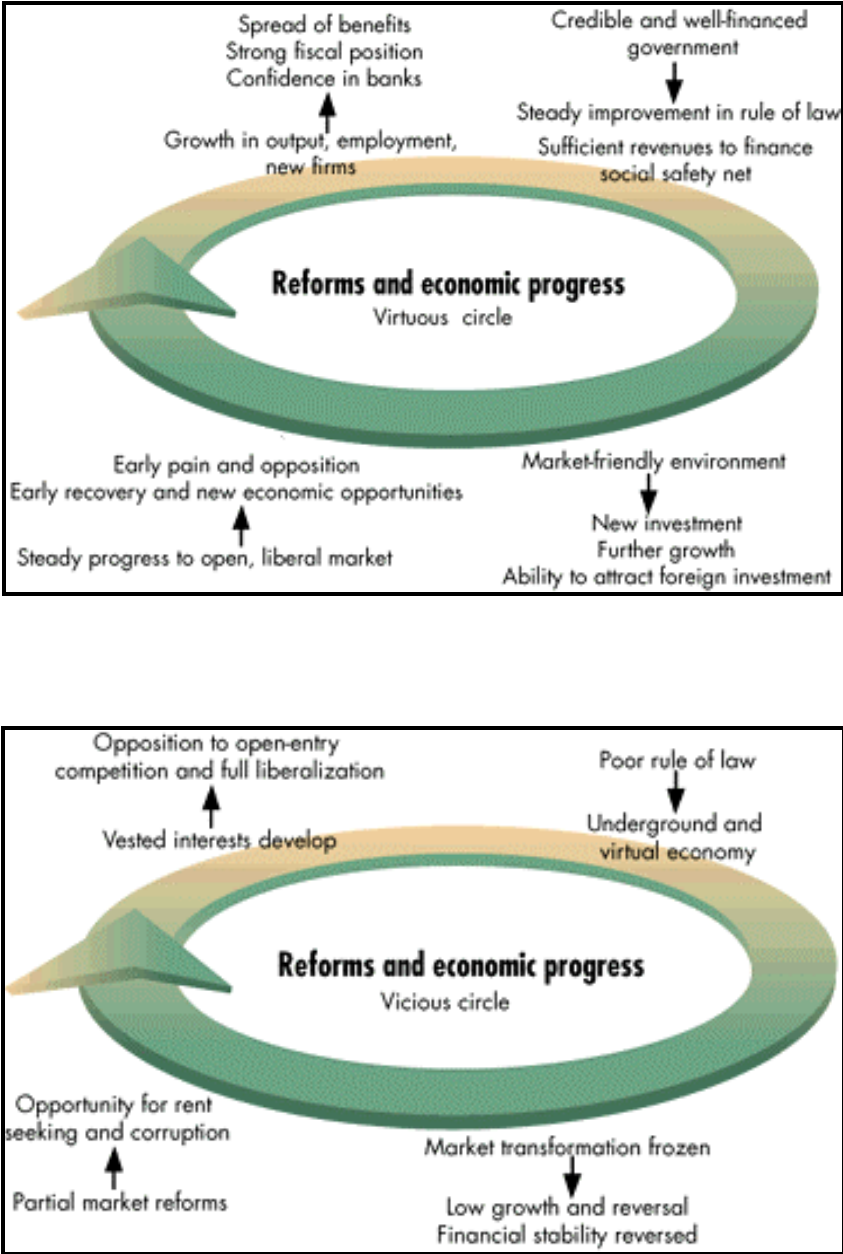 Spread of benefits
Strong fiscal position
Confidence in banks
Growth in output, employment,
new firms
Credible and well-financed
government
Steady improvement in rule of law
Sufficient revenues to finance
social safety net
Reforms and economic progress
Virtuous circle
Early pain and opposition
Early recovery and new economic opportunities
Steady progress to open, liberal market
Market-friendly environment
New investment
Further growth
Ability to attract foreign investment
Opposition to open-entry
competition and full liberalization
Vested interests develop
Poor rule of law
Underground and
virtual economy
Reforms and economic progress
Vicious circle
Opportunity for rent
seeking and corruption
Partial market reforms
Market transformation frozen
Low growth and reversal
Financial stability reversed